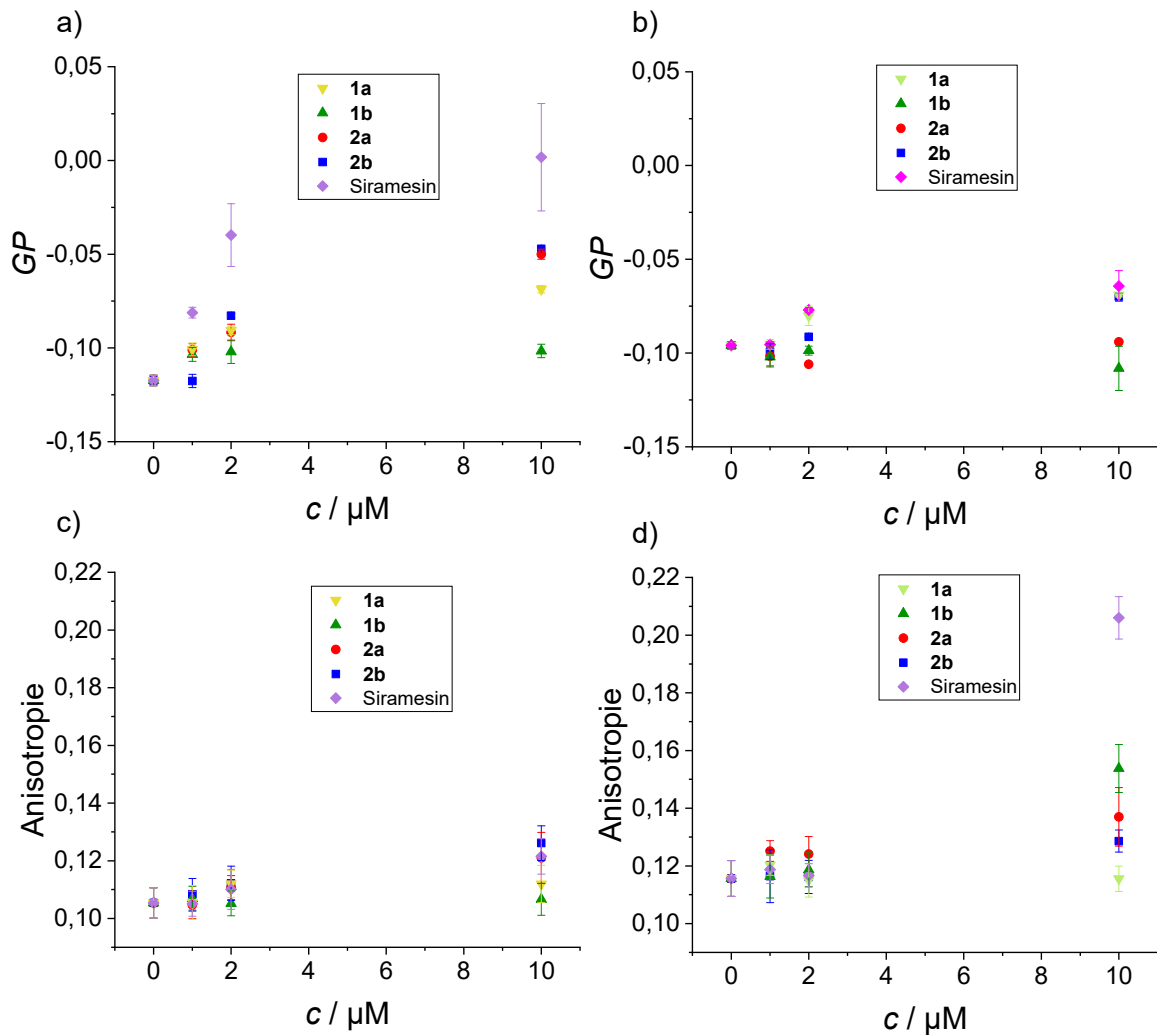 a)
0,05
0,00
-0,05
-0,10
-0,15
GP
1a
1b
2a
2b
Siramesin
0 2 4 6 8 10
c / µM
b)
0,05
0,00
-0,05
-0,10
-0,15
GP
1a
1b
2a
2b
Siramesin
0 2 4 6 8 10
c / µM
c)
0,22
0,20
0,18
0,16
0,14
0,12
0,10
Anisotropie
1a
1b
2a
2b
Siramesin
0 2 4 6 8 10
c / µM
d)
0,22
0,20
0,18
0,16
0,14
0,12
0,10
Anisotropie
1a
1b
2a
2b
Siramesin
0 2 4 6 8 10
c / µM